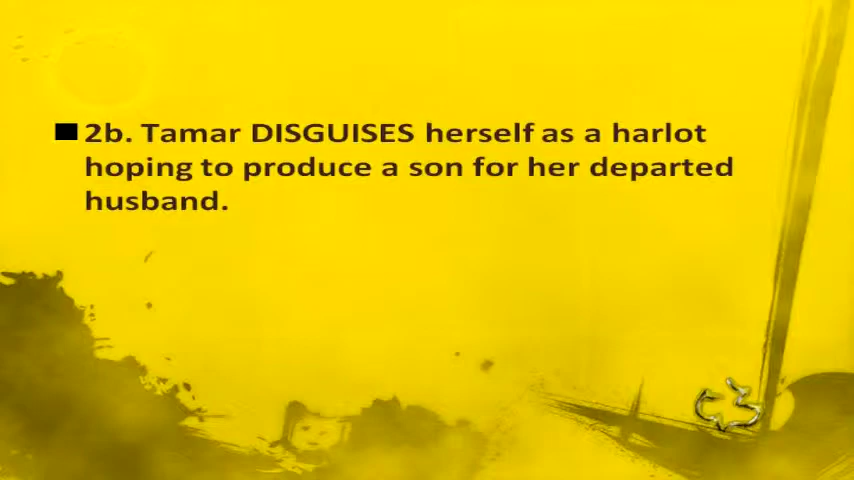 2b. Tamar DISGUISES herself as a harlot
hoping to produce a son for her departed
husband.